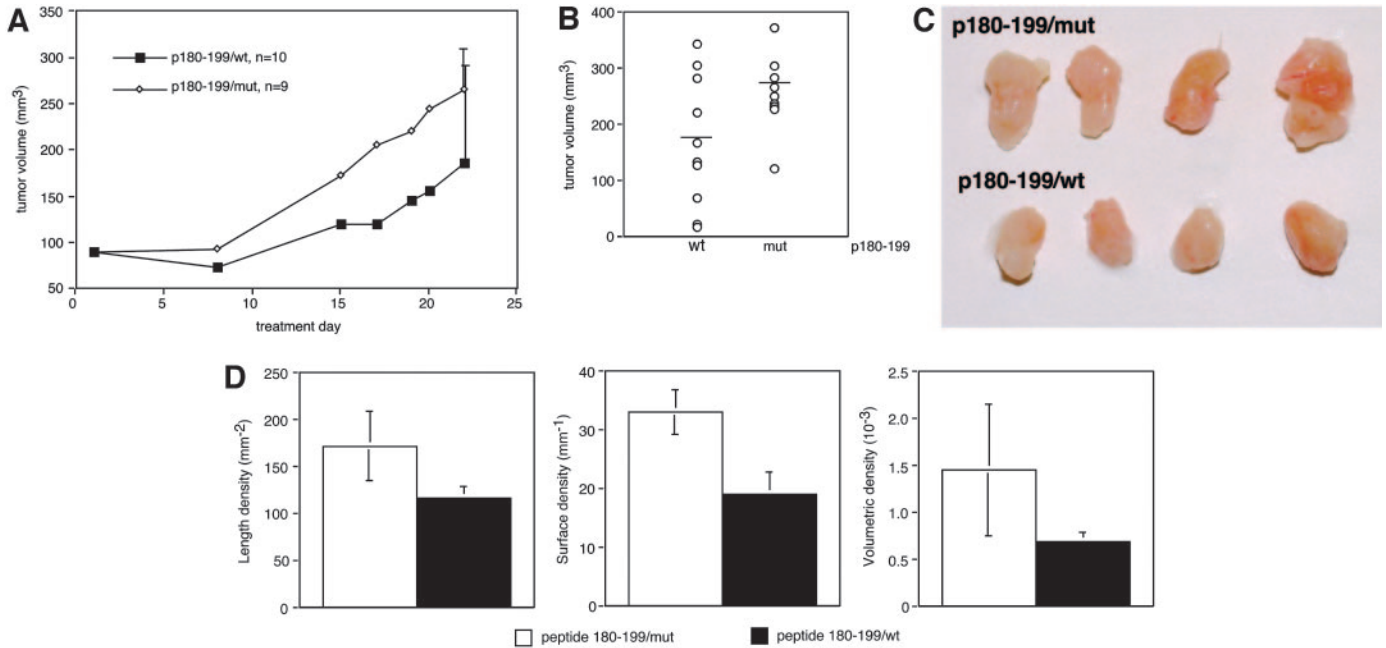 A
350
300
250
200
150
100
50
tumor volume (mm3)
p180-199/wt, n=10
p180-199/mut, n=9
0
5
10
15
20
25
treatment day
B
400
300
200
100
0
tumor volume (mm3)
wt
mut
p180-199
C
p180-199/mut
p180-199/wt
D
250
200
150
100
50
0
Length density (mm-2)
40
30
20
10
0
Surface density (mm-1)
2.5
2.0
1.5
1.0
0.5
0
Volumetric density (10-3)
peptide 180-199/mut
peptide 180-199/wt